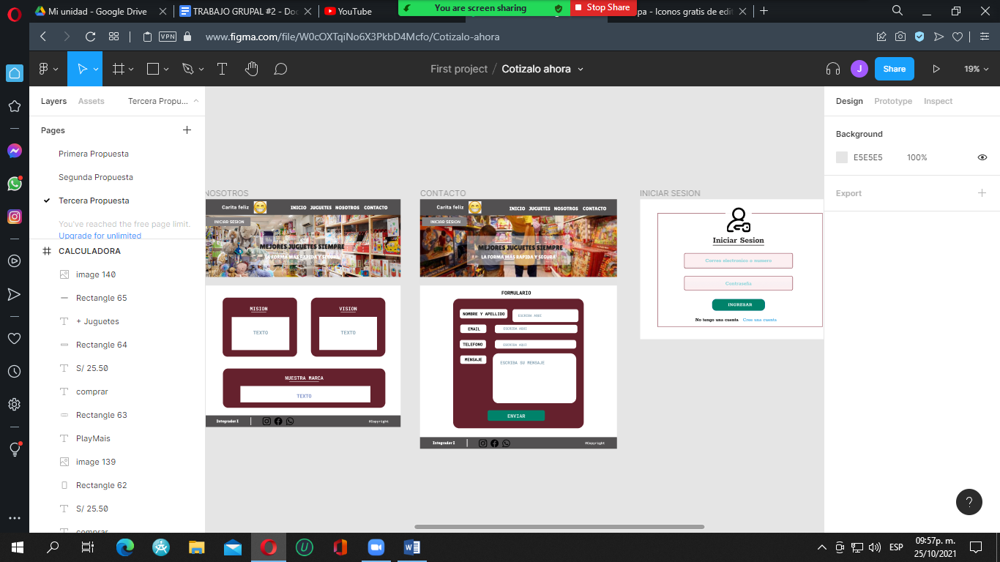 Mi unidad - Google Drive
TRABAJO GRUPAL #2 - Doc
YouTube
You are screen sharing
Stop Share
pa - Iconos gratis de edit
VPN
www.figma.com/file/W0cOXTqiNo6X3PkbD4Mcfo/Cotizalo-ahora
First project / Cotizalo ahora
J
Share
19%
Layers
Assets
Tercera Propu...
Pages
Primera Propuesta
Segunda Propuesta
Tercera Propuesta
You've reached the free page limit.
Upgrade for unlimited
CALCULADORA
image 140
Rectangle 65
+ Juguetes
Rectangle 64
S/ 25.50
comprar
Rectangle 63
PlayMais
image 139
Rectangle 62
S/ 25.50
comprar
NOSOTROS
Carita feliz
INICIO JUGUETES NOSOTROS CONTACTO
INICIAR SESION
MEJORES JUGUETES SIEMPRE
LA FORMA MAS RAPIDA Y SEGURA
MISION
TEXTO
VISION
TEXTO
NUESTRA MARCA
TEXTO
Integrador I
©Copyright
CONTACTO
Carita feliz
INICIO JUGUETES NOSOTROS CONTACTO
INICIAR SESION
MEJORES JUGUETES SIEMPRE
LA FORMA MAS RAPIDA Y SEGURA
FORMULARIO
NOMBRE Y APELLIDO
ESCRIBA AQUI
EMAIL
ESCRIBA AQUI
TELEFONO
ESCRIBA AQUI
MENSAJE
ESCRIBA SU MENSAJE
ENVIAR
Integrador I
©Copyright
INICIAR SESION
Iniciar Sesion
Correo electronico o numero
Contraseña
INGRESAR
No tengo una cuenta Cree una cuenta
Design
Prototype
Inspect
Background
E5E5E5
100%
Export
?
ESP
09:57p. m.
25/10/2021